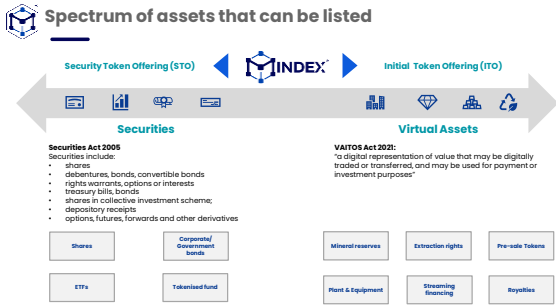 Spectrum of assets that can be listed
Security Token Offering (STO)
MINDEX
Initial Token Offering (ITO)
Securities
Securities Act 2005
Securities include:
• shares
• debentures, bonds, convertible bonds
• rights warrants, options or interests
• treasury bills, bonds
• shares in collective investment scheme;
• depository receipts
• options, futures, forwards and other derivatives
Shares
Corporate/
Government
bonds
ETFs
Tokenised fund
Virtual Assets
VAITOS Act 2021:
“a digital representation of value that may be digitally
traded or transferred, and may be used for payment or
investment purposes”
Mineral reserves
Extraction rights
Pre-sale Tokens
Plant & Equipment
Streaming
financing
Royalties